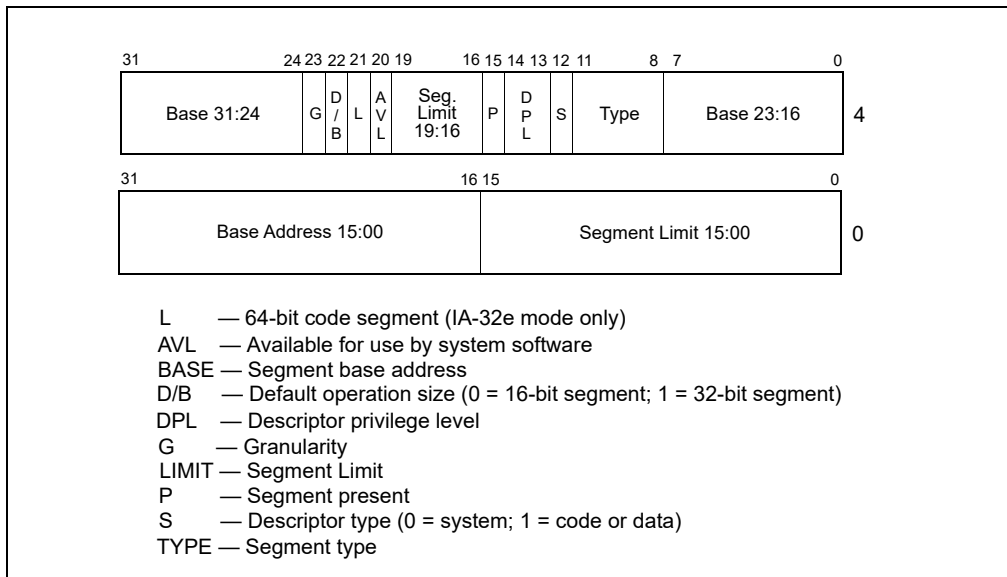 31 24 23 22 21 20 19 16 15 14 13 12 11 8 7 0
Base 31:24 G D/B L AVL Seg. Limit 19:16 P DPL S Type Base 23:16 4
31 16 15 0
Base Address 15:00 Segment Limit 15:00 0
L — 64-bit code segment (IA-32e mode only)
AVL — Available for use by system software
BASE — Segment base address
D/B — Default operation size (0 = 16-bit segment; 1 = 32-bit segment)
DPL — Descriptor privilege level
G — Granularity
LIMIT — Segment Limit
P — Segment present
S — Descriptor type (0 = system; 1 = code or data)
TYPE — Segment type